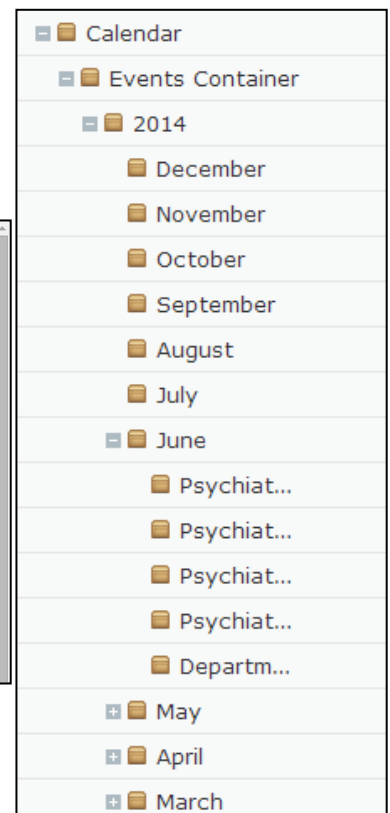 Calendar
Events Container
2014
December
November
October
September
August
July
June
Psychiat...
Psychiat...
Psychiat...
Psychiat...
Departm...
May
April
March